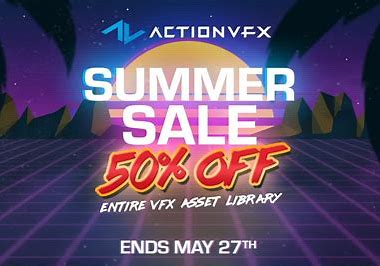 ACTIONVFX
SUMMER
SALE
50% OFF
ENTIRE VFX ASSET LIBRARY
ENDS MAY 27TH